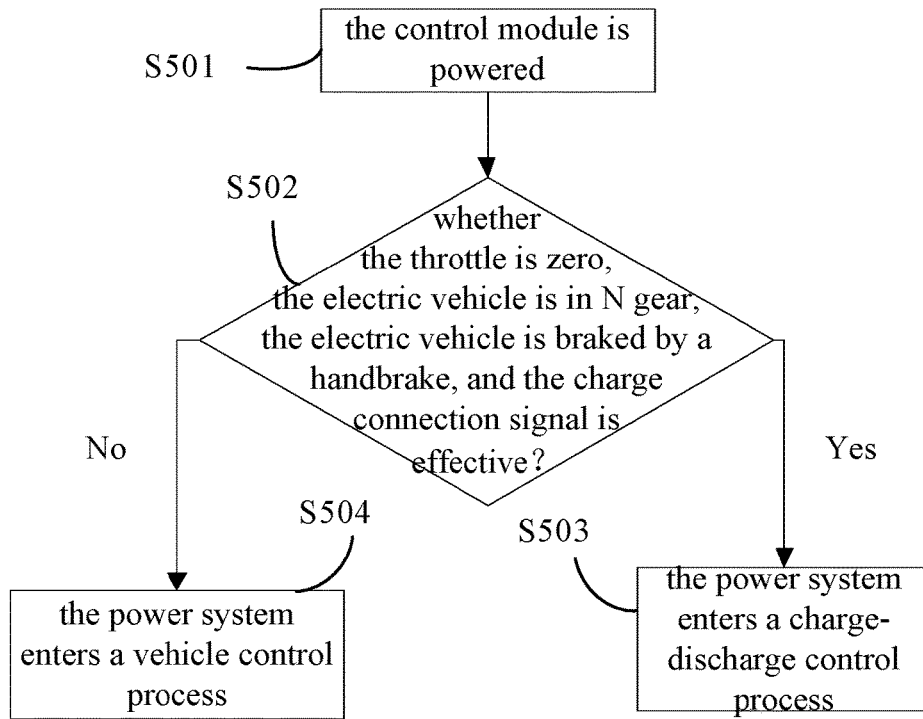 the control module is
powered
S501
S502
whether
the throttle is zero,
the electric vehicle is in N gear,
the electric vehicle is braked by a
handbrake, and the charge
connection signal is
effective?
No
Yes
S504
S503
the power system
enters a vehicle control
process
the power system
enters a charge-
discharge control
process